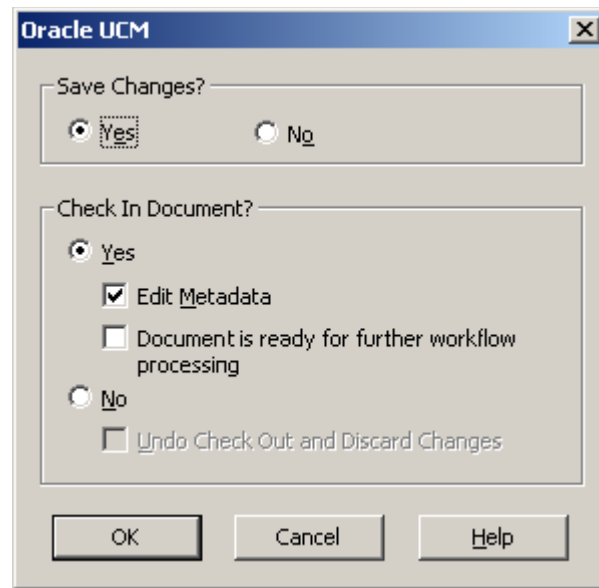 Oracle UCM
Save Changes?
Yes No
Check In Document?
Yes
Edit Metadata
Document is ready for further workflow
processing
No
Undo Check Out and Discard Changes
OK Cancel Help